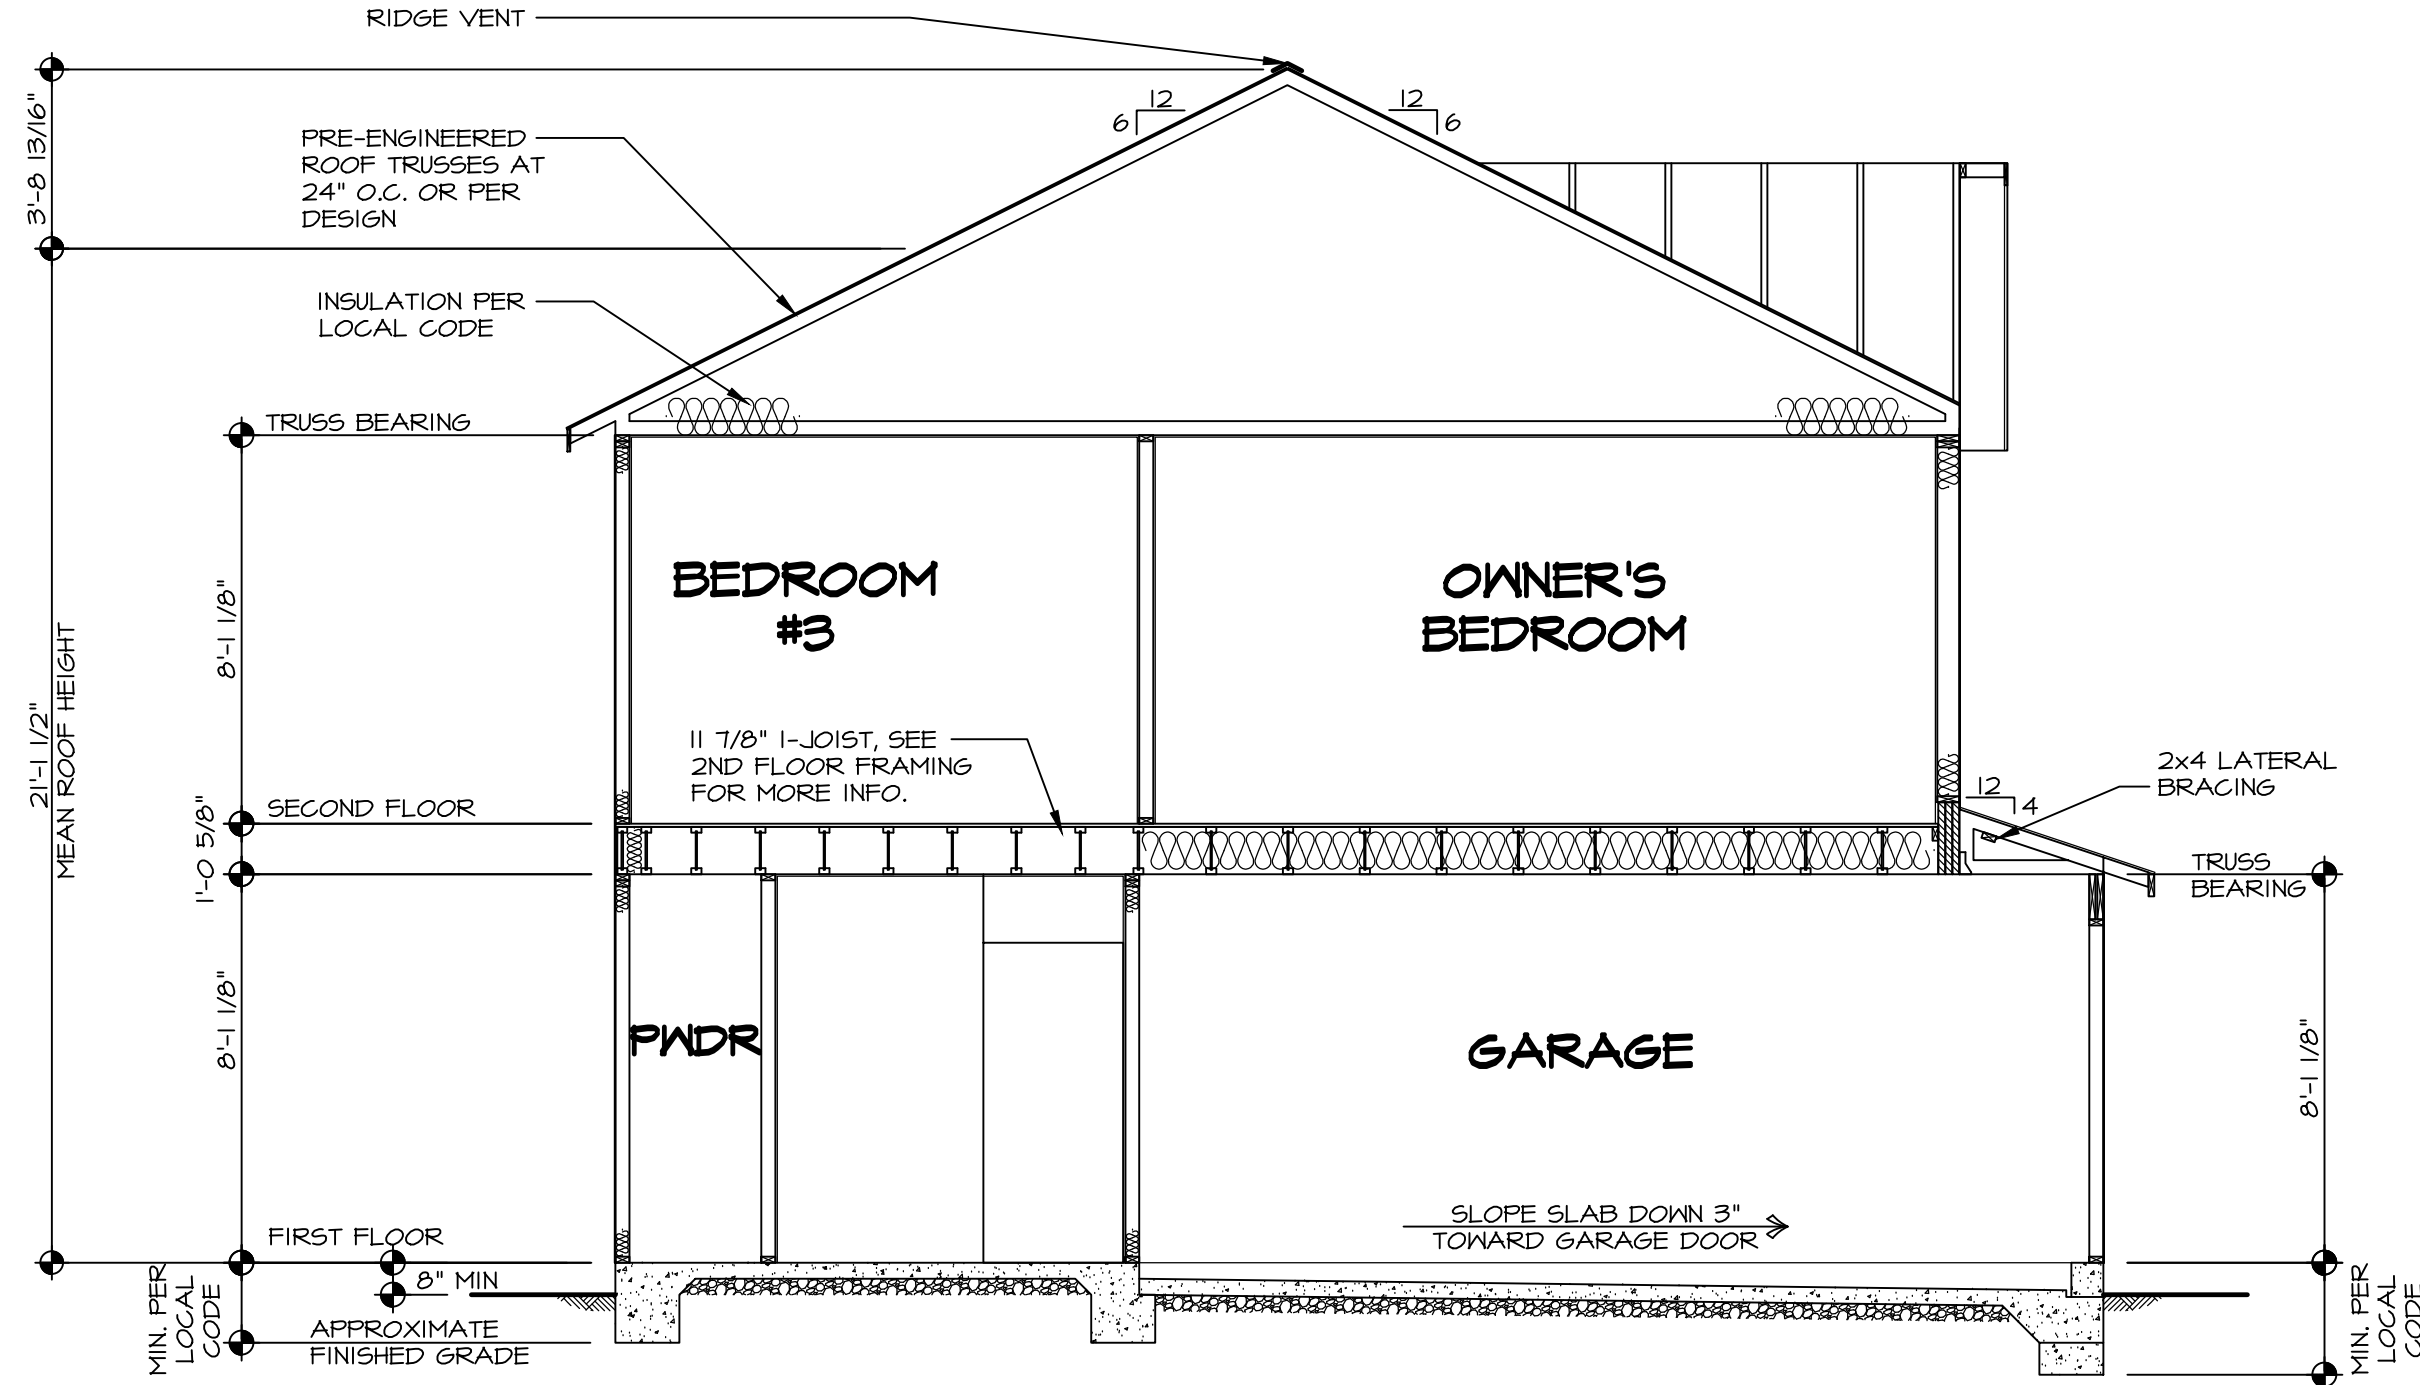 RIDGE VENT
12
6
12
6
3'-8 13/16"
PRE-ENGINEERED
ROOF TRUSSES AT
24" O.C. OR PER
DESIGN
INSULATION PER
LOCAL CODE
TRUSS BEARING
BEDROOM
#3
OWNER'S
BEDROOM
8'-1 1/8"
21'-1 1/2"
MEAN ROOF HEIGHT
11 7/8" I-JOIST, SEE
2ND FLOOR FRAMING
FOR MORE INFO.
2x4 LATERAL
BRACING
12
4
SECOND FLOOR
1'-0 5/8"
TRUSS
BEARING
8'-1 1/8"
PWDR
GARAGE
8'-1 1/8"
SLOPE SLAB DOWN 3"
TOWARD GARAGE DOOR
FIRST FLOOR
8" MIN
MIN. PER
LOCAL
CODE
APPROXIMATE
FINISHED GRADE
MIN. PER
LOCAL
CODE